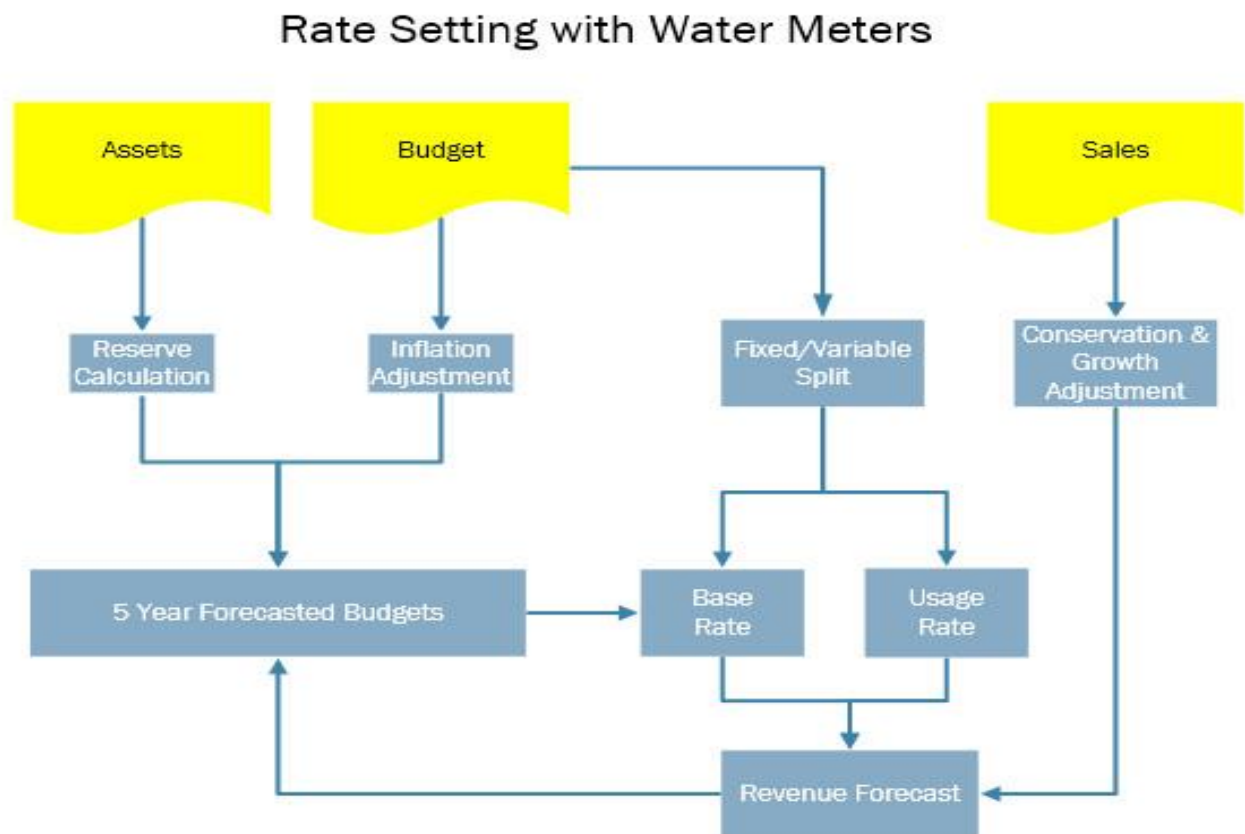 Rate Setting with Water Meters
Assets
Budget
Sales
Reserve
Calculation
Inflation
Adjustment
Fixed/Variable
Split
Conservation &
Growth
Adjustment
5 Year Forecasted Budgets
Base
Rate
Usage
Rate
Revenue Forecast